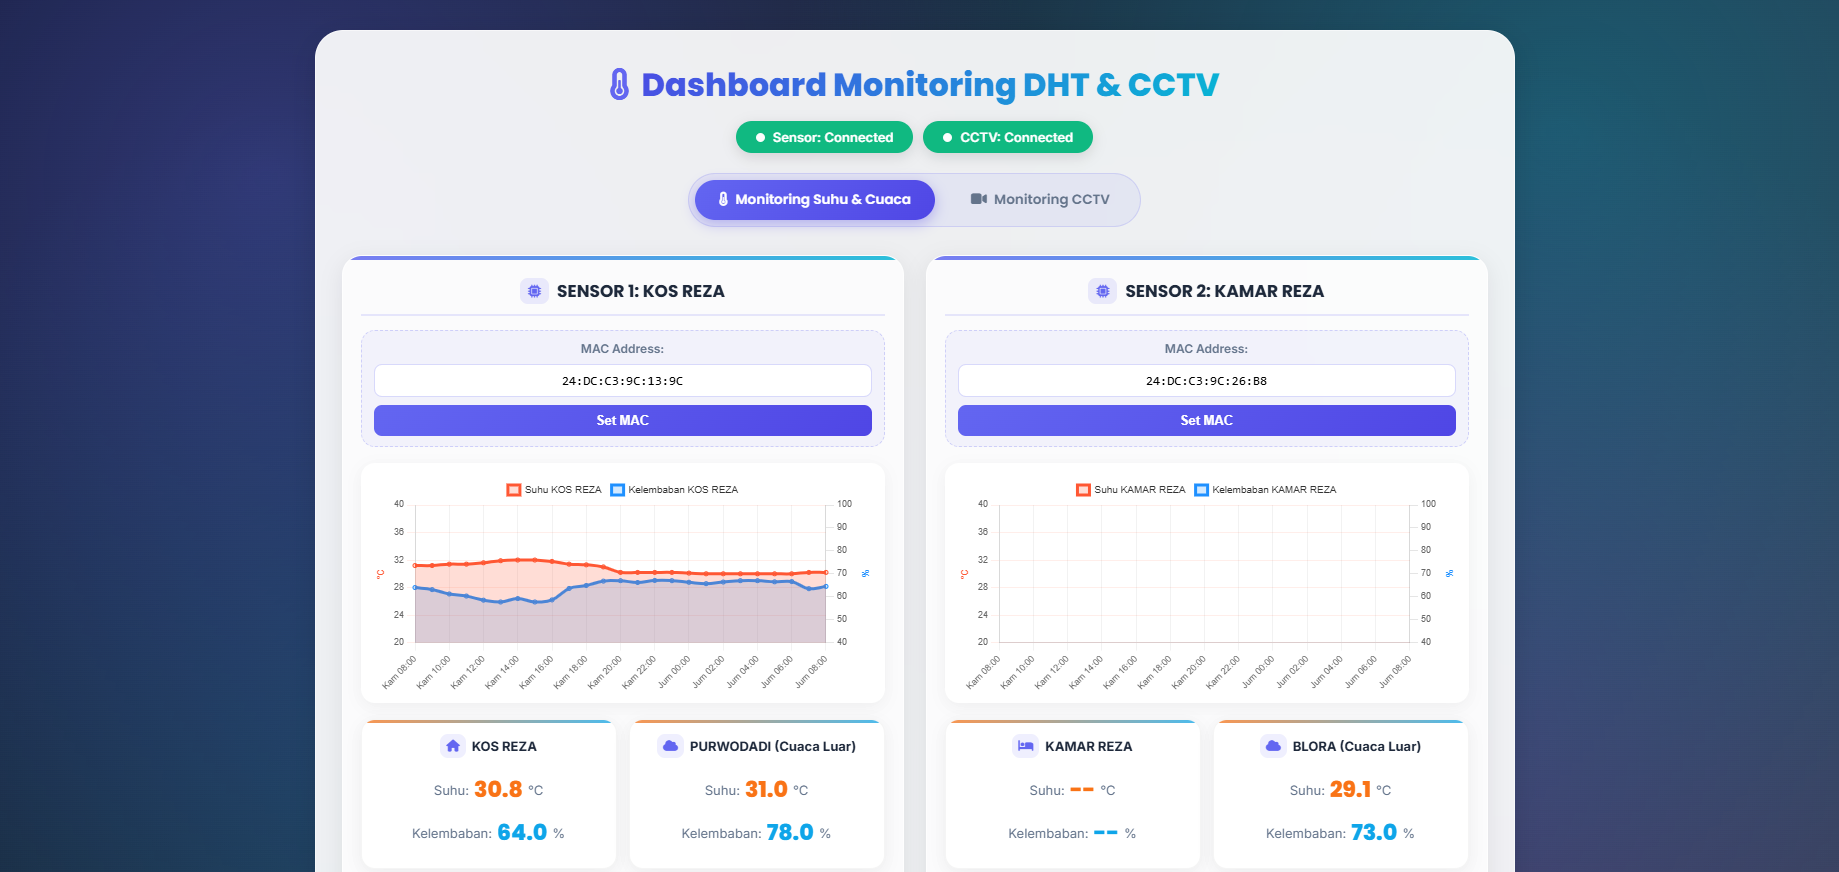 Dashboard Monitoring DHT & CCTV
Sensor: Connected
CCTV: Connected
Monitoring Suhu & Cuaca
Monitoring CCTV
SENSOR 1: KOS REZA
MAC Address:
24:DC:C3:9C:13:9C
Set MAC
Suhu KOS REZA
Kelembaban KOS REZA
40
36
32
28
24
20
°C
100
90
80
70
60
50
40
%
Kam 08:00
Kam 10:00
Kam 12:00
Kam 14:00
Kam 16:00
Kam 18:00
Kam 20:00
Kam 22:00
Jum 00:00
Jum 02:00
Jum 04:00
Jum 06:00
Jum 08:00
KOS REZA
Suhu: 30.8 °C
Kelembaban: 64.0 %
PURWODADI (Cuaca Luar)
Suhu: 31.0 °C
Kelembaban: 78.0 %
SENSOR 2: KAMAR REZA
MAC Address:
24:DC:C3:9C:26:B8
Set MAC
Suhu KAMAR REZA
Kelembaban KAMAR REZA
40
36
32
28
24
20
°C
100
90
80
70
60
50
40
%
Kam 08:00
Kam 10:00
Kam 12:00
Kam 14:00
Kam 16:00
Kam 18:00
Kam 20:00
Kam 22:00
Jum 00:00
Jum 02:00
Jum 04:00
Jum 06:00
Jum 08:00
KAMAR REZA
Suhu: -- °C
Kelembaban: -- %
BLORA (Cuaca Luar)
Suhu: 29.1 °C
Kelembaban: 73.0 %